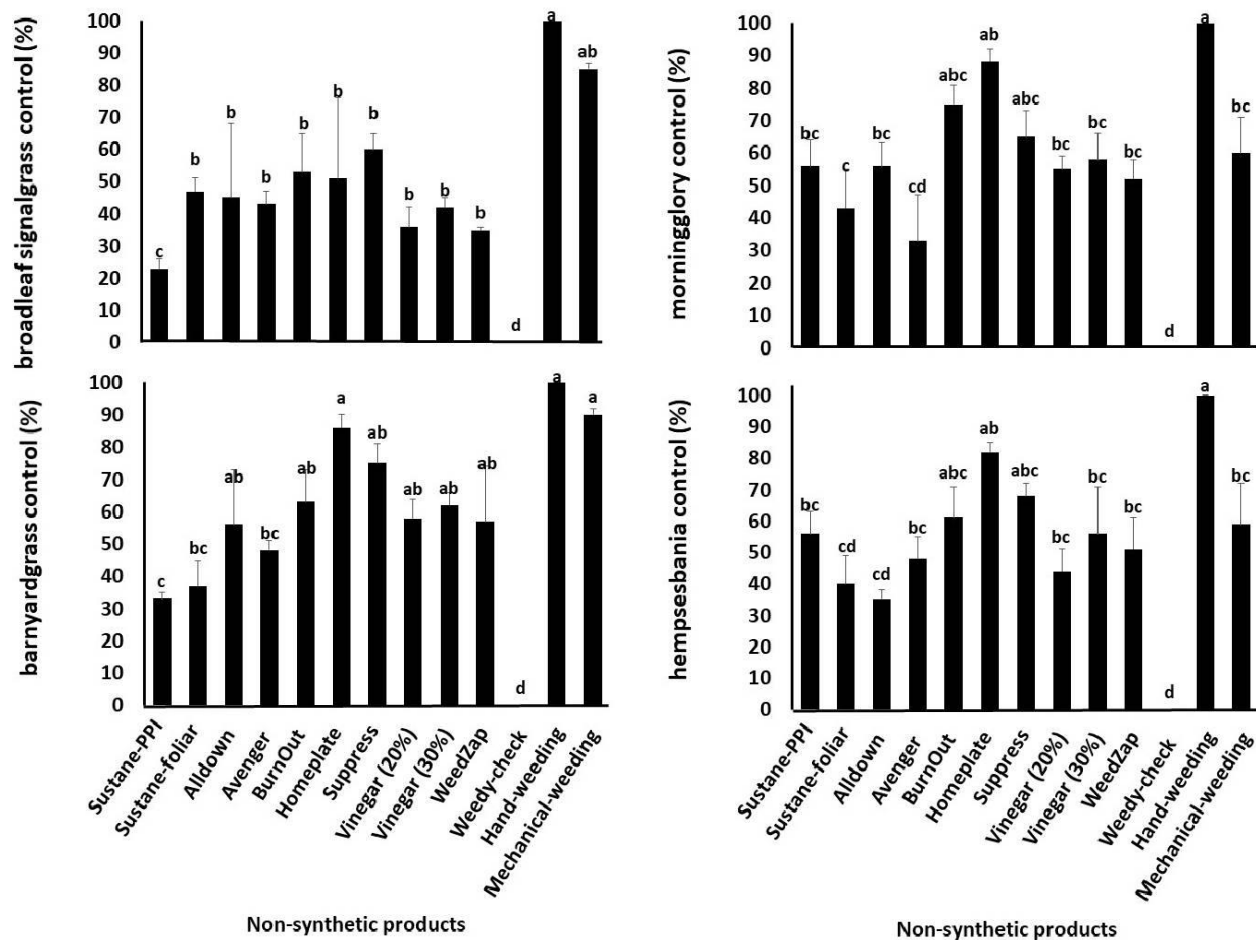 broadleaf signalgrass control (%)
100
90
80
70
60
50
40
30
20
10
0
c
b
b
b
b
b
b
b
b
b
d
a
ab
morningglory control (%)
100
90
80
70
60
50
40
30
20
10
0
bc
c
bc
cd
abc
ab
abc
bc
bc
bc
d
a
bc
barnyardgrass control (%)
100
90
80
70
60
50
40
30
20
10
0
c
bc
ab
bc
ab
a
ab
ab
ab
ab
d
a
a
Sustane-PPI
Sustane-foliar
Alldown
Avenger
BurnOut
Homeplate
Suppress
Vinegar (20%)
Vinegar (30%)
WeedZap
Weedy-check
Hand-weeding
Mechanical-weeding
Non-synthetic products
hempsesbania control (%)
100
90
80
70
60
50
40
30
20
10
0
bc
cd
cd
bc
abc
ab
abc
bc
bc
bc
d
a
bc
Sustane-PPI
Sustane-foliar
Alldown
Avenger
BurnOut
Homeplate
Suppress
Vinegar (20%)
Vinegar (30%)
WeedZap
Weedy-check
Hand-weeding
Mechanical-weeding
Non-synthetic products